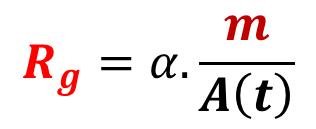 R_g = α. m / A(t)